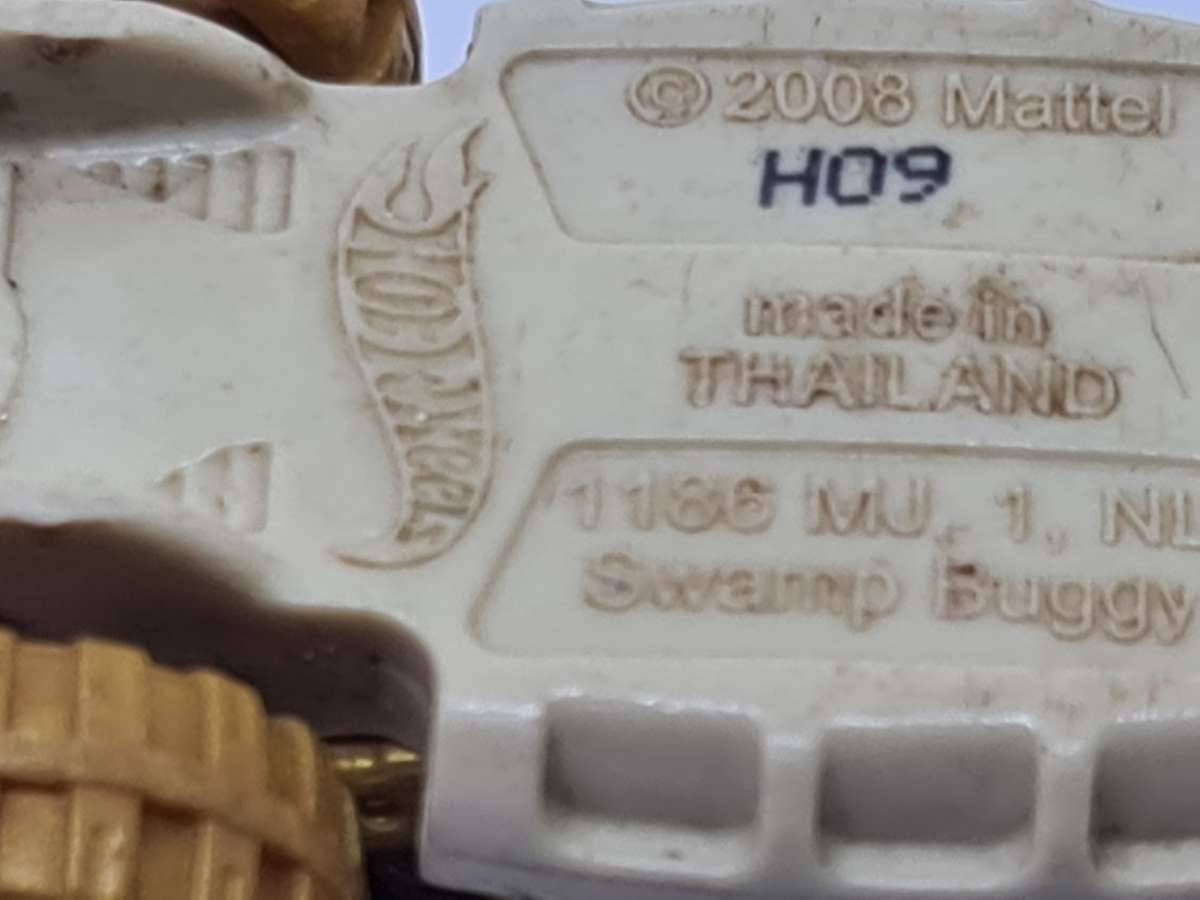 © 2008 Mattel
H09
HOT WHEELS
made in
THAILAND
1186 MJ, 1, NL
Swamp Buggy